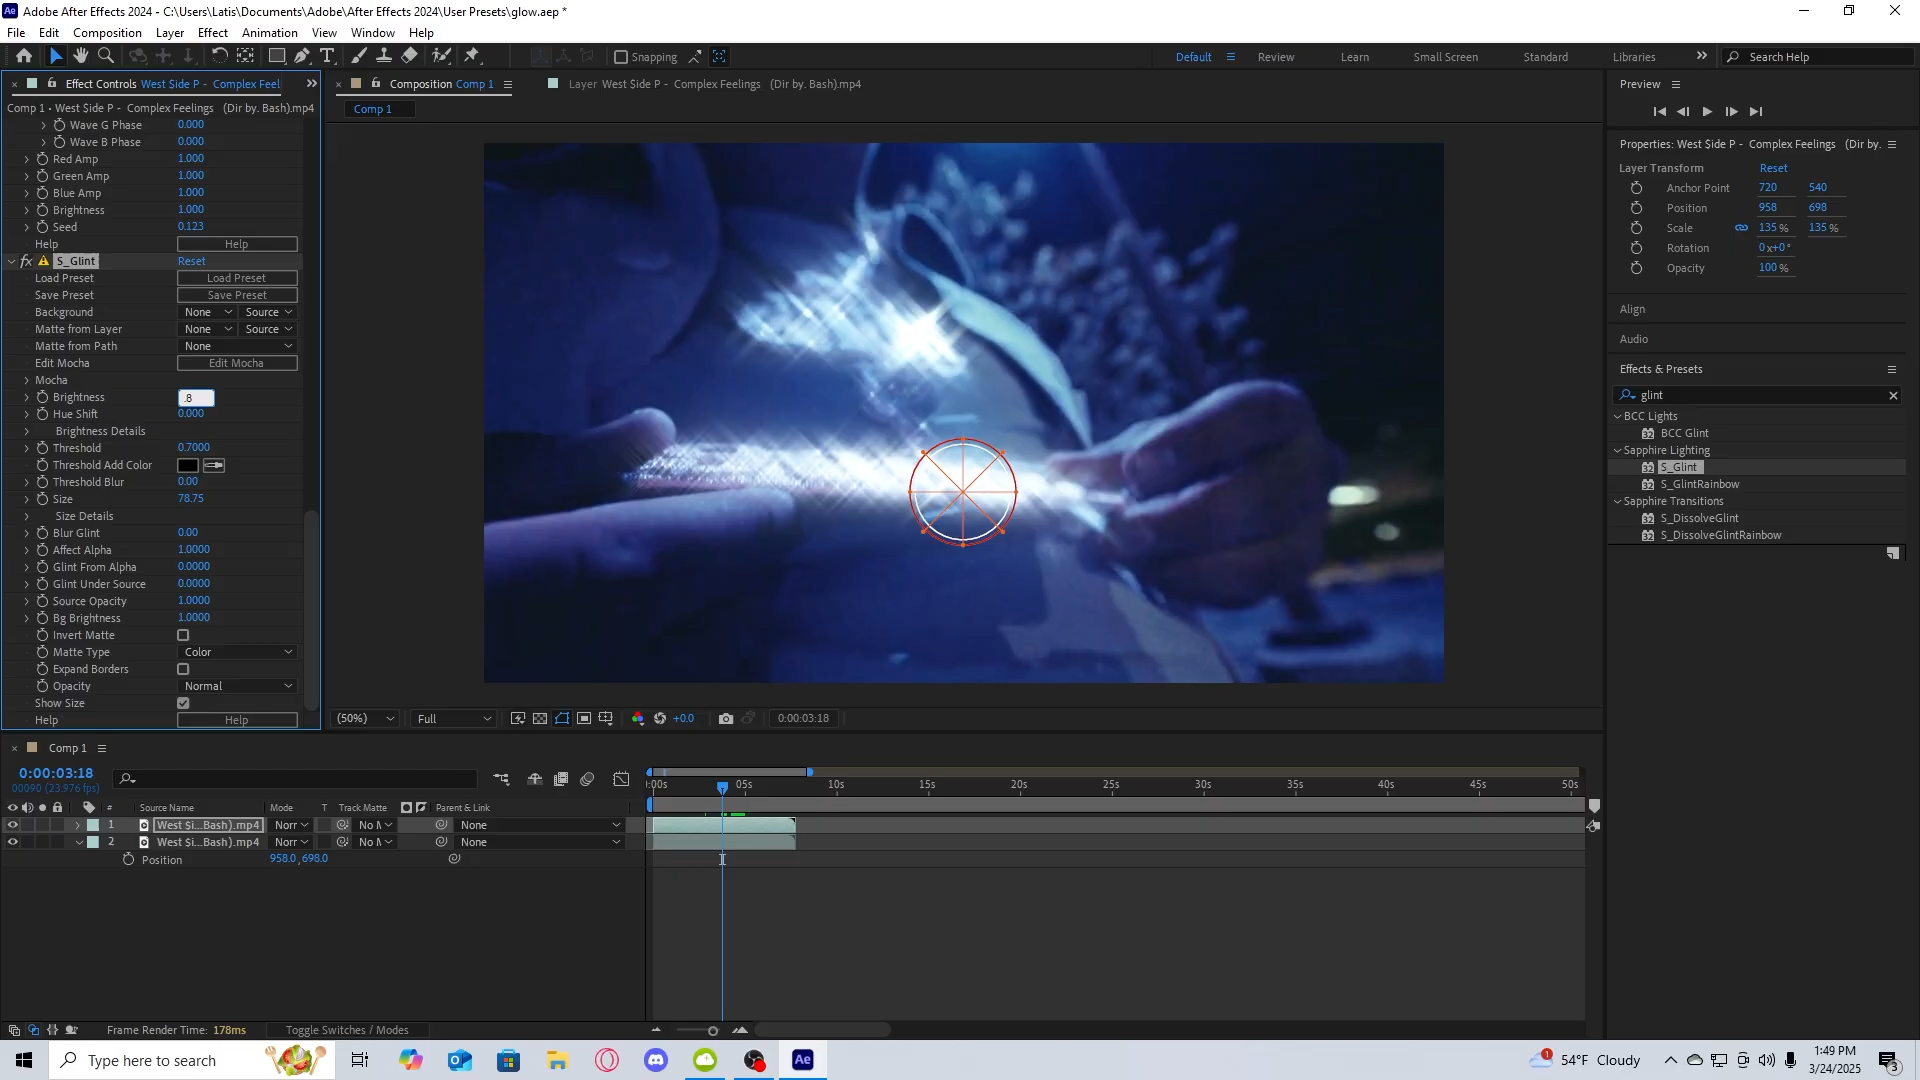 Adobe After Effects 2024 - C:\Users\Latis\Documents\Adobe\After Effects 2024\User Presets\glow.aep *
File Edit Composition Layer Effect Animation View Window Help
Snapping
Default Review Learn Small Screen Standard Libraries Search Help
Effect Controls West $ide P - Complex Feel
Composition Comp 1
Layer West $ide P - Complex Feelings (Dir by. Bash).mp4
Preview
Comp 1 • West $ide P - Complex Feelings (Dir by. Bash).mp4
Comp 1
Wave G Phase 0.000
Wave B Phase 0.000
Red Amp 1.000
Green Amp 1.000
Blue Amp 1.000
Brightness 1.000
Seed 0.123
Help Help
fx S_Glint Reset
Load Preset Load Preset
Save Preset Save Preset
Background None Source
Matte from Layer None Source
Matte from Path None
Edit Mocha Edit Mocha
Mocha
Brightness .8
Hue Shift 0.000
Brightness Details
Threshold 0.7000
Threshold Add Color
Threshold Blur 0.00
Size 78.75
Size Details
Blur Glint 0.00
Affect Alpha 1.0000
Glint From Alpha 0.0000
Glint Under Source 0.0000
Source Opacity 1.0000
Bg Brightness 1.0000
Invert Matte
Matte Type Color
Expand Borders
Opacity Normal
Show Size
Help Help
Properties: West $ide P - Complex Feelings (Dir by.
Layer Transform Reset
Anchor Point 720 540
Position 958 698
Scale 135 % 135 %
Rotation 0x+0°
Opacity 100 %
Align
Audio
Effects & Presets
glint
BCC Lights
BCC Glint
Sapphire Lighting
S_Glint
S_GlintRainbow
Sapphire Transitions
S_DissolveGlint
S_DissolveGlintRainbow
(50%) Full +0.0 0:00:03:18
Comp 1
0:00:03:18
00090 (23.976 fps)
# Source Name Mode T Track Matte Parent & Link
1 West $i...Bash).mp4 Norr No M None
2 West $i...Bash).mp4 Norr No M None
Position 958.0,698.0
:00s 05s 10s 15s 20s 25s 30s 35s 40s 45s 50s
Frame Render Time: 178ms Toggle Switches / Modes
Type here to search
Ae
54°F Cloudy
1:49 PM
3/24/2025